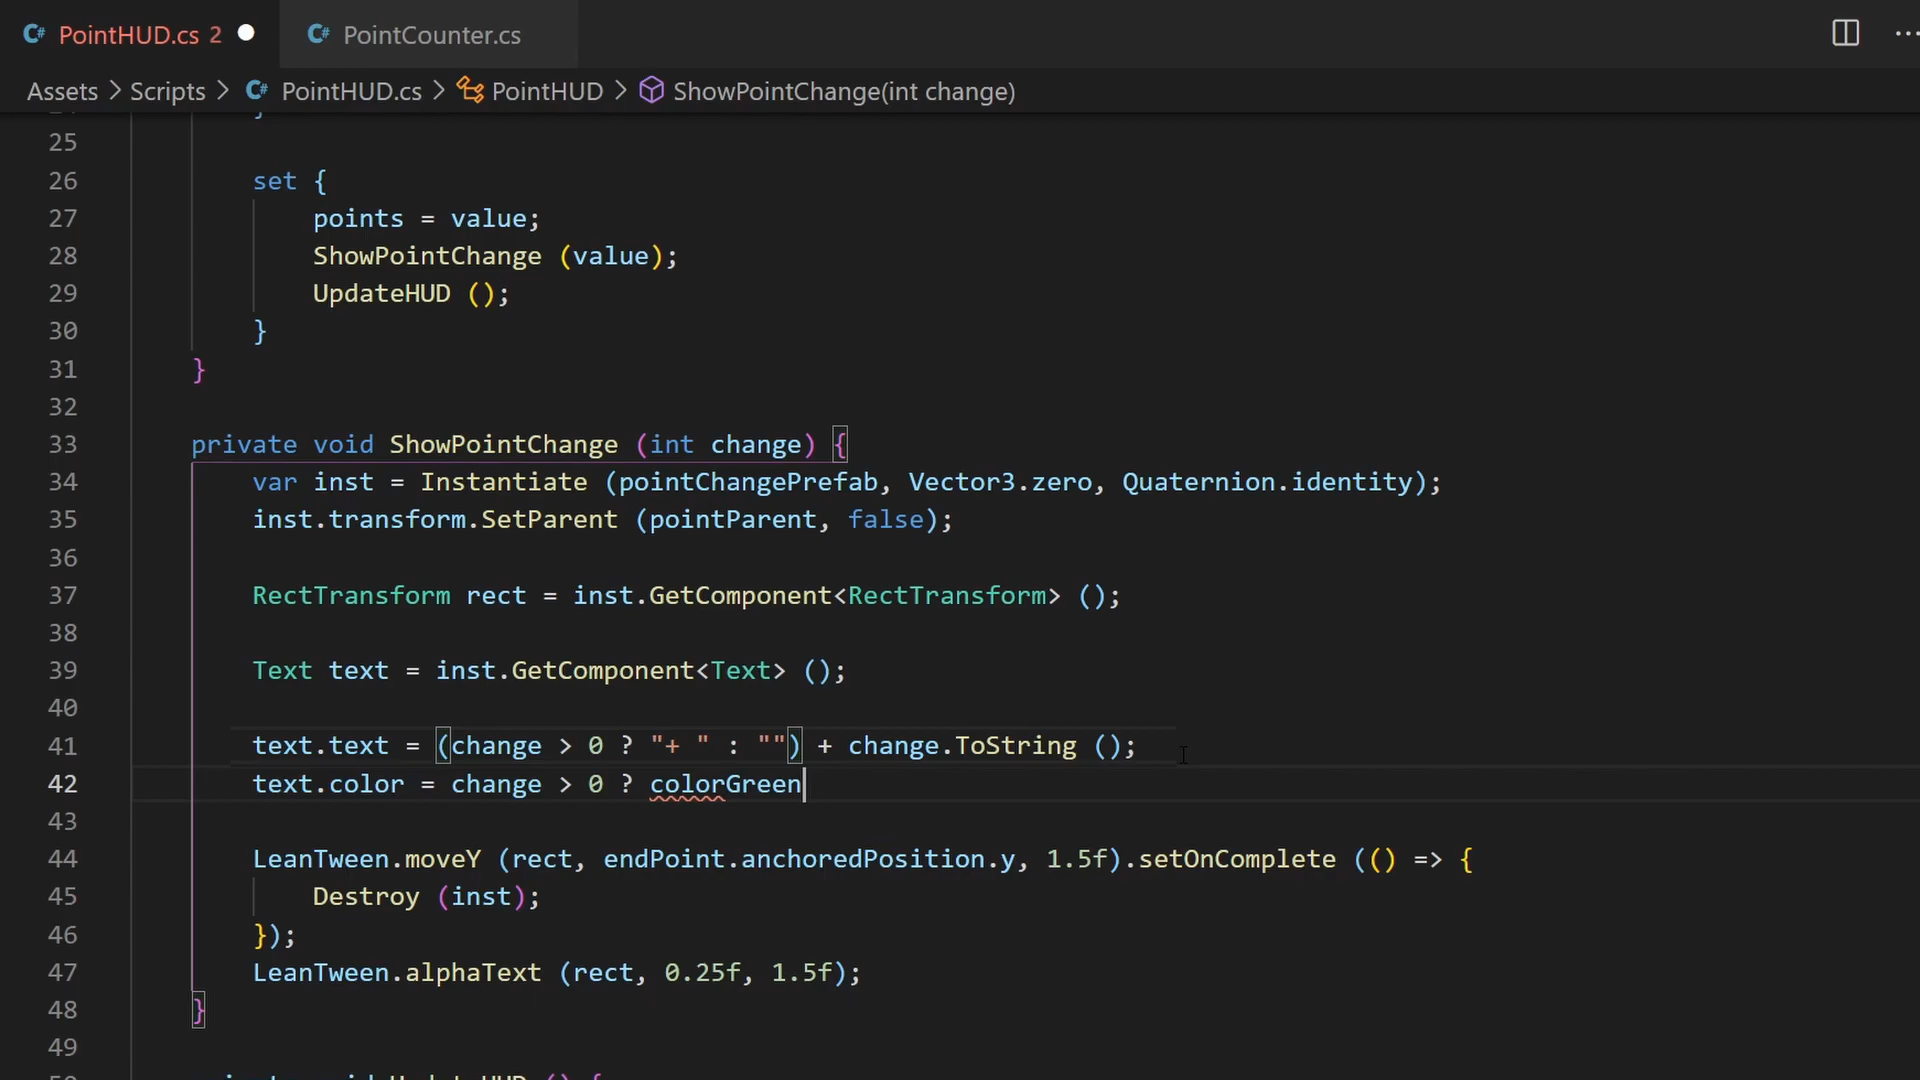 PointHUD.cs 2
PointCounter.cs
Assets > Scripts > PointHUD.cs > PointHUD > ShowPointChange(int change)
25
26 set {
27 points = value;
28 ShowPointChange (value);
29 UpdateHUD ();
30 }
31 }
32
33 private void ShowPointChange (int change) {
34 var inst = Instantiate (pointChangePrefab, Vector3.zero, Quaternion.identity);
35 inst.transform.SetParent (pointParent, false);
36
37 RectTransform rect = inst.GetComponent<RectTransform> ();
38
39 Text text = inst.GetComponent<Text> ();
40
41 text.text = (change > 0 ? "+ " : "") + change.ToString ();
42 text.color = change > 0 ? colorGreen
43
44 LeanTween.moveY (rect, endPoint.anchoredPosition.y, 1.5f).setOnComplete (() => {
45 Destroy (inst);
46 });
47 LeanTween.alphaText (rect, 0.25f, 1.5f);
48 }
49